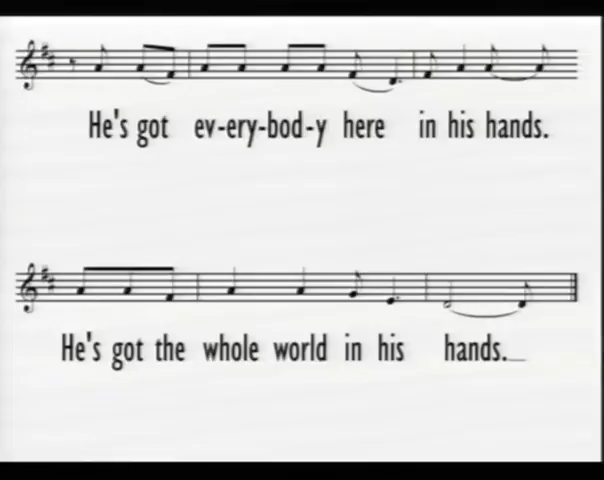 He's got ev-ery-bod-y here in his hands.
He's got the whole world in his hands.